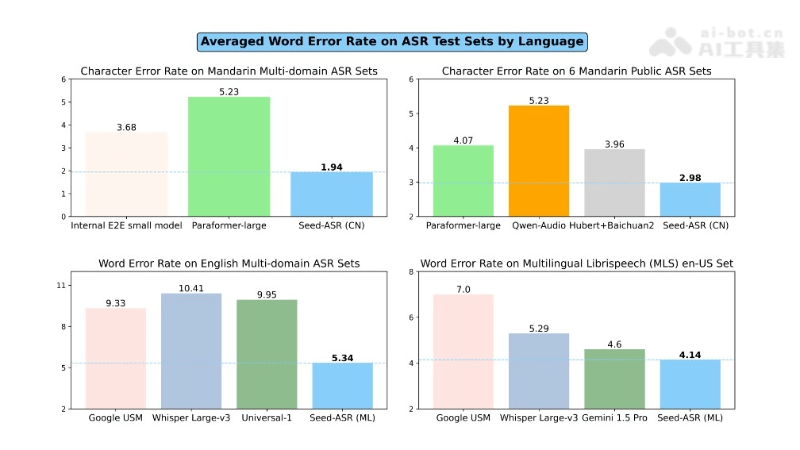 Averaged Word Error Rate on ASR Test Sets by Language
ai-bot.cn
AI工具集
Character Error Rate on Mandarin Multi-domain ASR Sets
6
5
4
3
2
1
0
3.68
5.23
1.94
Internal E2E small model
Paraformer-large
Seed-ASR (CN)
Character Error Rate on 6 Mandarin Public ASR Sets
6
5
4
3
2
4.07
5.23
3.96
2.98
Paraformer-large
Qwen-Audio
Hubert+Baichuan2
Seed-ASR (CN)
Word Error Rate on English Multi-domain ASR Sets
11
8
5
2
9.33
10.41
9.95
5.34
Google USM
Whisper Large-v3
Universal-1
Seed-ASR (ML)
Word Error Rate on Multilingual Librispeech (MLS) en-US Set
8
6
4
2
7.0
5.29
4.6
4.14
Google USM
Whisper Large-v3
Gemini 1.5 Pro
Seed-ASR (ML)